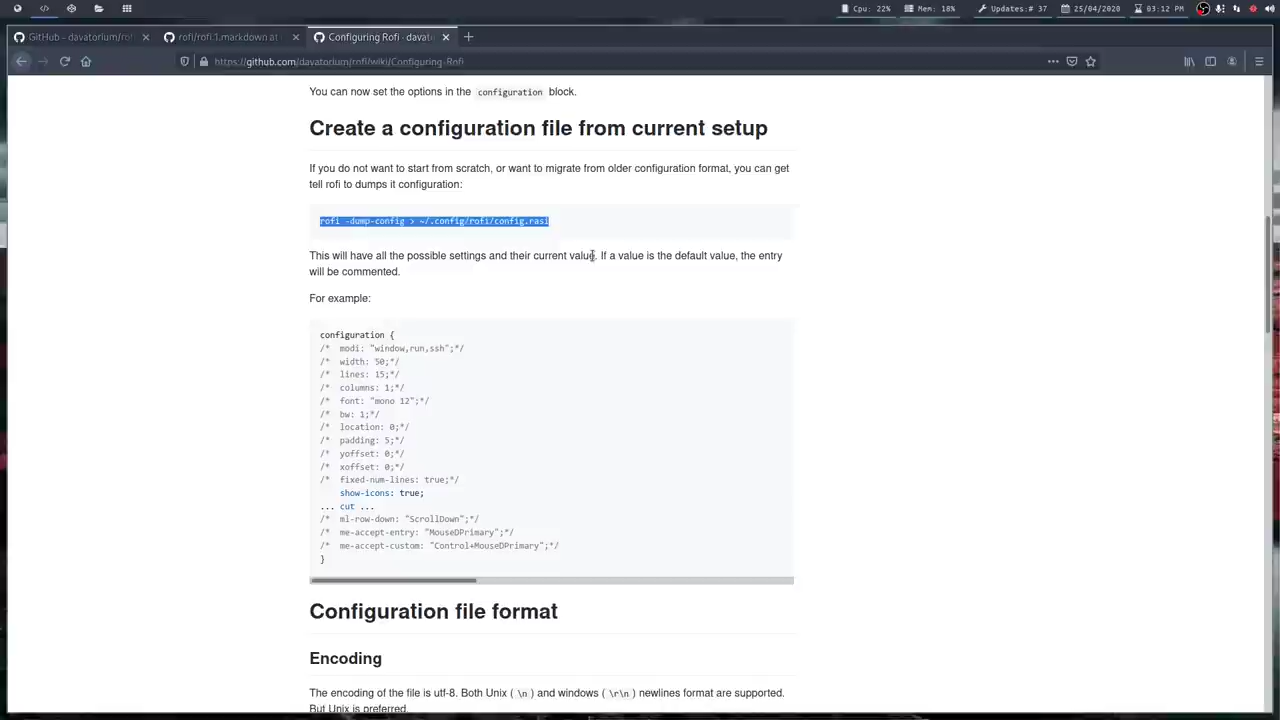 Cpu: 22%
Mem: 18%
Updates:# 37
25/04/2020
03:12 PM
GitHub - davatorium/rof
rofi/rofi.1.markdown at
Configuring Rofi · davator
https://github.com/davatorium/rofi/wiki/Configuring-Rofi
You can now set the options in the configuration block.
Create a configuration file from current setup
If you do not want to start from scratch, or want to migrate from older configuration format, you can get
tell rofi to dumps it configuration:
rofi -dump-config > ~/.config/rofi/config.rasi
This will have all the possible settings and their current value. If a value is the default value, the entry
will be commented.
For example:
configuration {
/* modi: "window,run,ssh";*/
/* width: 50;*/
/* lines: 15;*/
/* columns: 1;*/
/* font: "mono 12";*/
/* bw: 1;*/
/* location: 0;*/
/* padding: 5;*/
/* yoffset: 0;*/
/* xoffset: 0;*/
/* fixed-num-lines: true;*/
show-icons: true;
... cut ...
/* ml-row-down: "ScrollDown";*/
/* me-accept-entry: "MouseDPrimary";*/
/* me-accept-custom: "Control+MouseDPrimary";*/
}
Configuration file format
Encoding
The encoding of the file is utf-8. Both Unix ( \n ) and windows ( \r\n ) newlines format are supported.
But Unix is preferred.